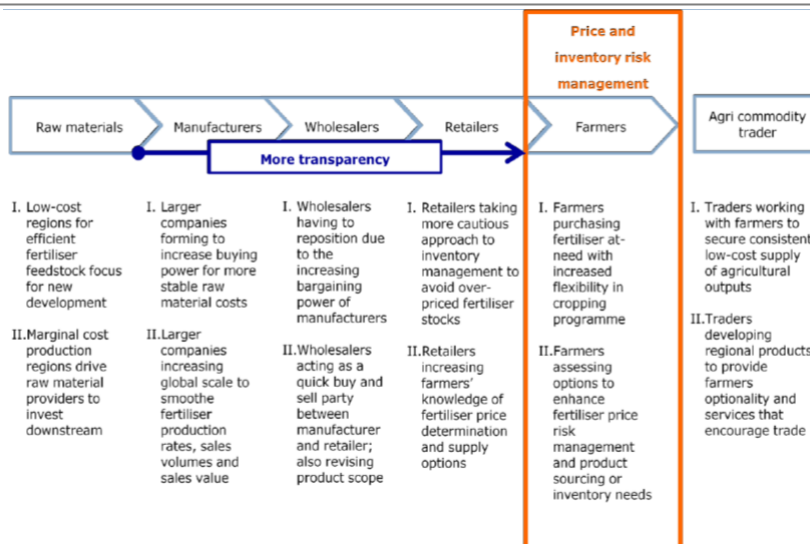 Price and
inventory risk
management
Raw materials
Manufacturers
Wholesalers
Retailers
Farmers
Agri commodity
trader
More transparency
I. Low-cost
regions for
efficient
fertiliser
feedstock focus
for new
development
II.Marginal cost
production
regions drive
raw material
providers to
invest
downstream
I. Larger
companies
forming to
increase buying
power for more
stable raw
material costs
II.Larger
companies
increasing
global scale to
smoothe
fertiliser
production
rates, sales
volumes and
sales value
I. Wholesalers
having to
reposition due
to the
increasing
bargaining
power of
manufacturers
II.Wholesalers
acting as a
quick buy and
sell party
between
manufacturer
and retailer;
also revising
product scope
I. Retailers taking
more cautious
approach to
inventory
management to
avoid over-
priced fertiliser
stocks
II.Retailers
increasing
farmers'
knowledge of
fertiliser price
determination
and supply
options
I. Farmers
purchasing
fertiliser at-
need with
increased
flexibility in
cropping
programme
II.Farmers
assessing
options to
enhance
fertiliser price
risk
management
and product
sourcing or
inventory needs
I. Traders working
with farmers to
secure consistent
low-cost supply
of agricultural
outputs
II.Traders
developing
regional products
to provide
farmers
optionality and
services that
encourage trade